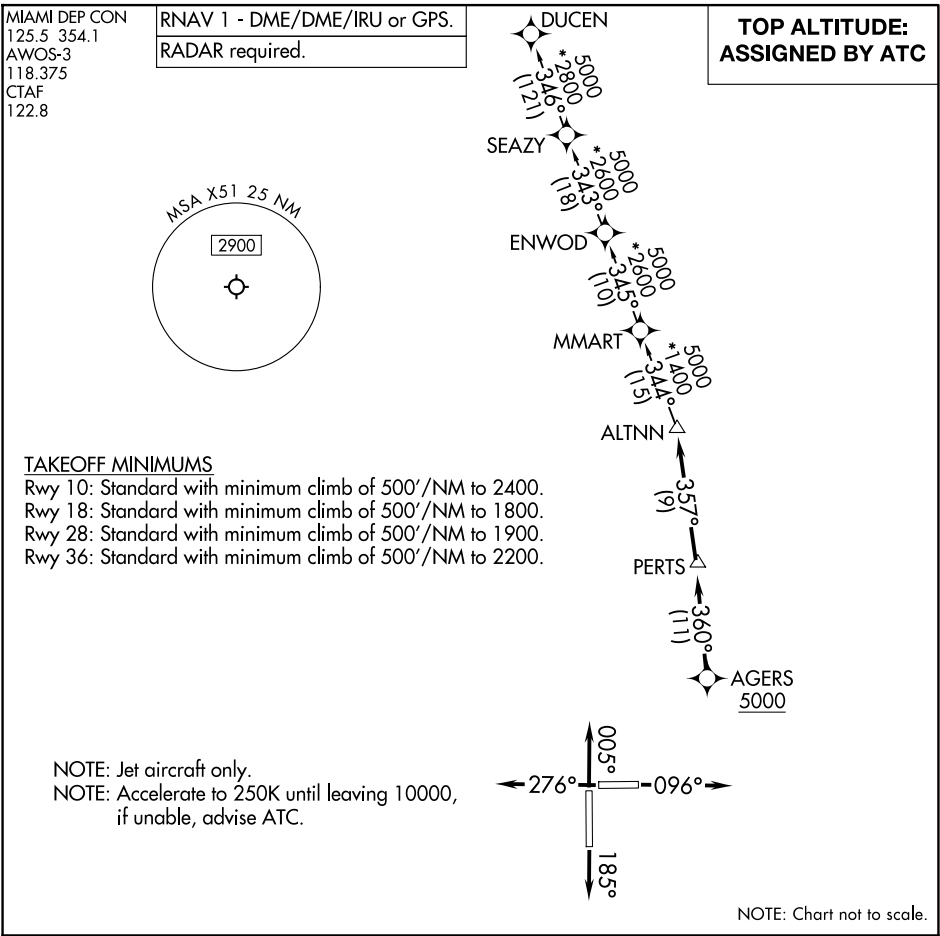 MIAMI DEP CON
125.5 354.1
AWOS-3
118.375
CTAF
122.8
RNAV 1 - DME/DME/IRU or GPS.
RADAR required.
TOP ALTITUDE:
ASSIGNED BY ATC
DUCEN
5000
*2800
346°
(121)
SEAZY
5000
*2600
343°
(18)
ENWOD
5000
*2600
345°
(10)
MMART
5000
*1400
344°
(15)
ALTNN
357°
(9)
PERTS
360°
(11)
AGERS
5000
MSA X51 25 NM
2900
TAKEOFF MINIMUMS
Rwy 10: Standard with minimum climb of 500'/NM to 2400.
Rwy 18: Standard with minimum climb of 500'/NM to 1800.
Rwy 28: Standard with minimum climb of 500'/NM to 1900.
Rwy 36: Standard with minimum climb of 500'/NM to 2200.
NOTE: Jet aircraft only.
NOTE: Accelerate to 250K until leaving 10000,
if unable, advise ATC.
005°
276°
096°
185°
NOTE: Chart not to scale.